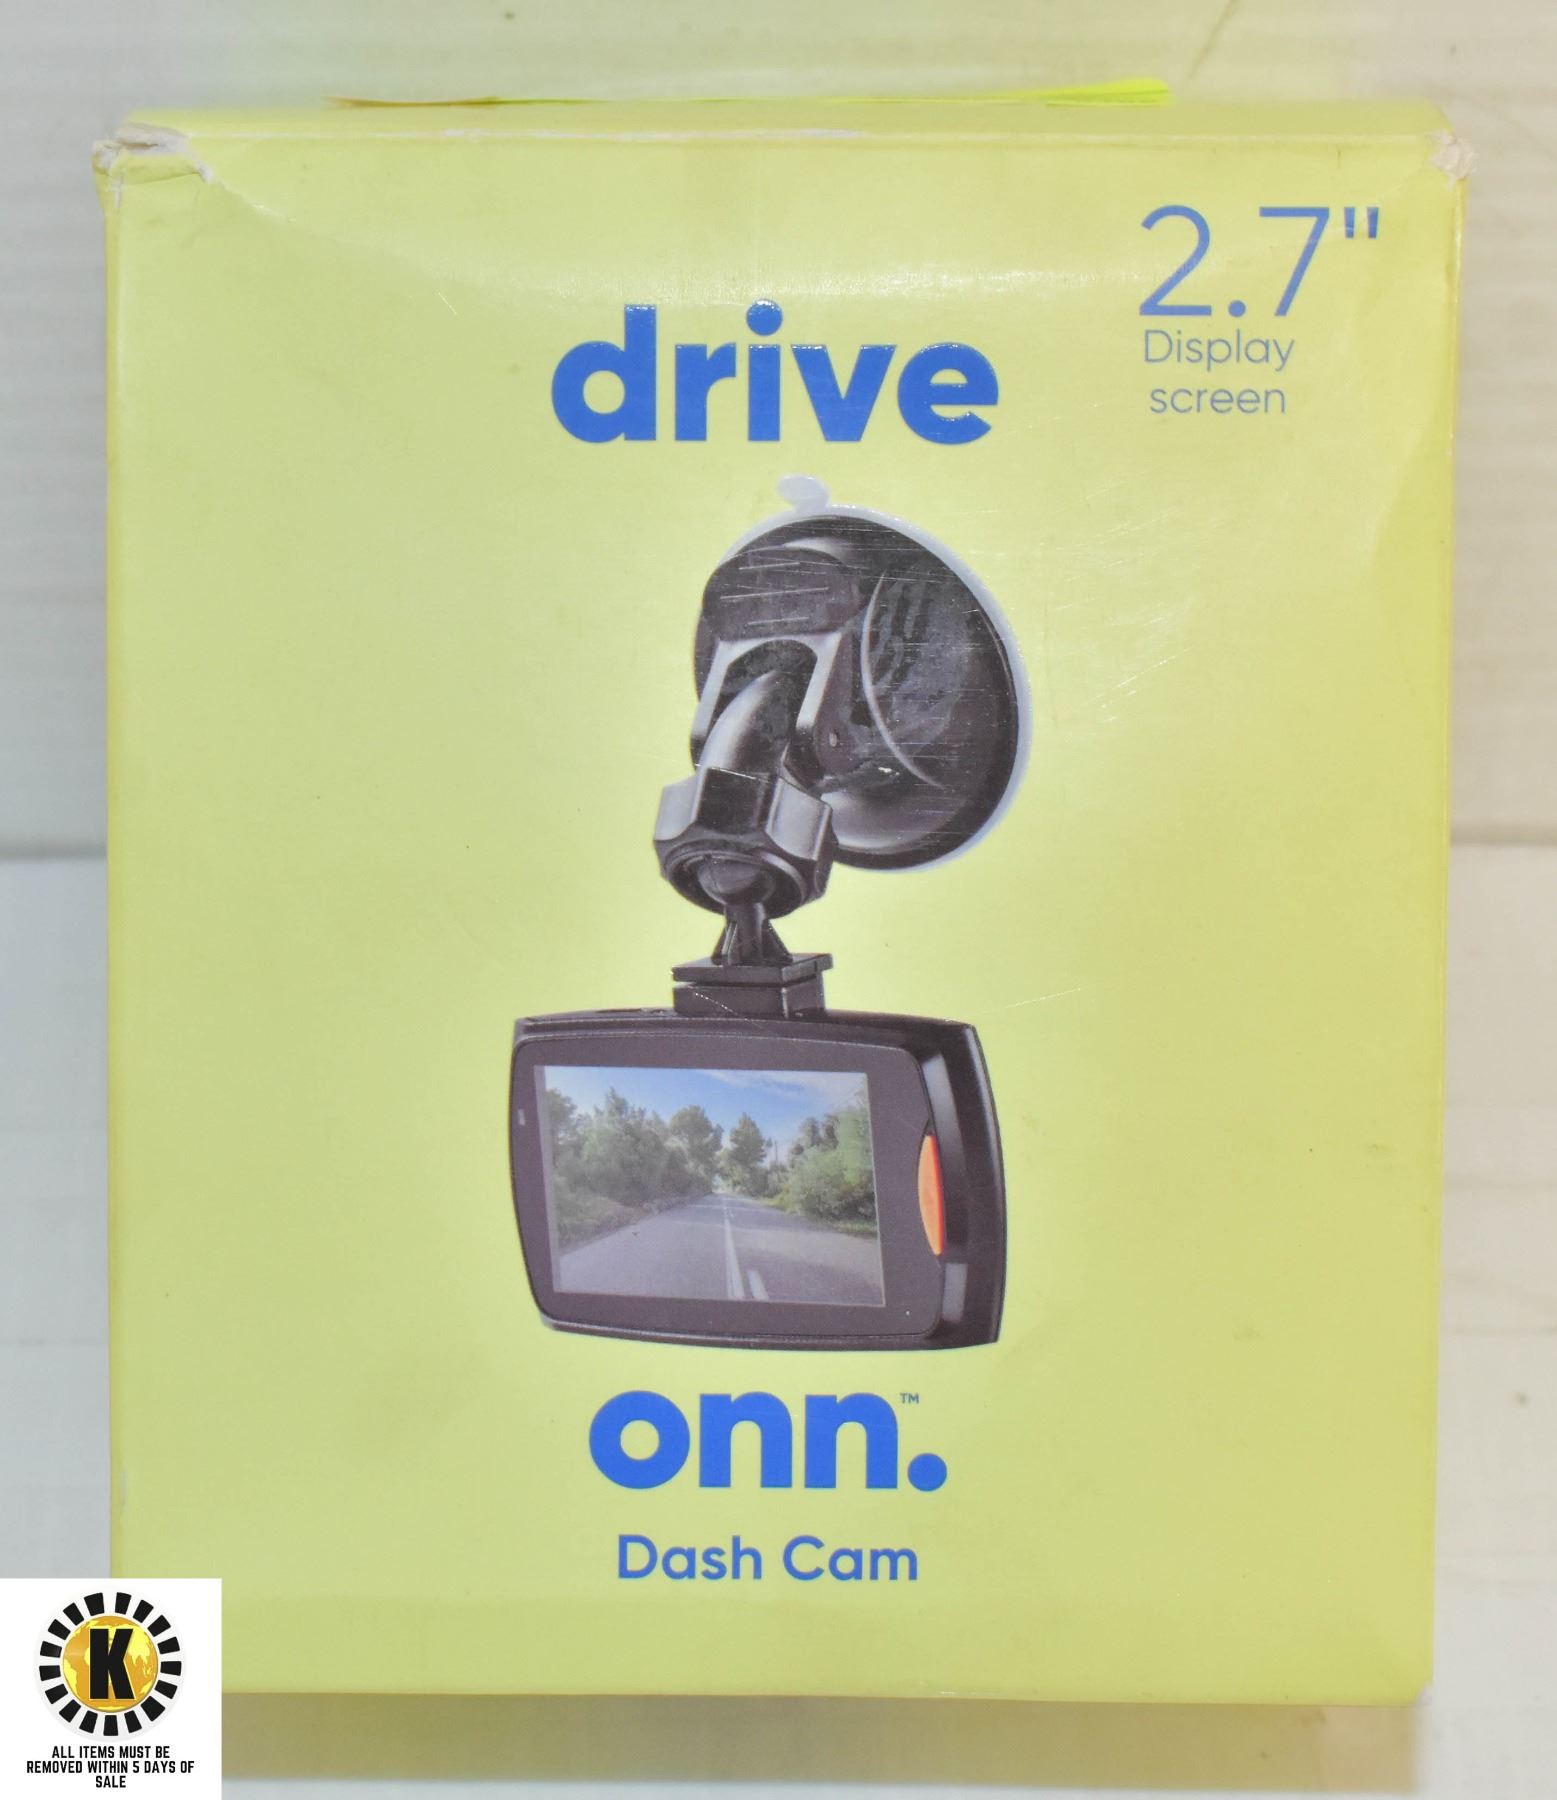 2.7"
Display
screen
drive
onn.™
Dash Cam
K
ALL ITEMS MUST BE
REMOVED WITHIN 5 DAYS OF
SALE